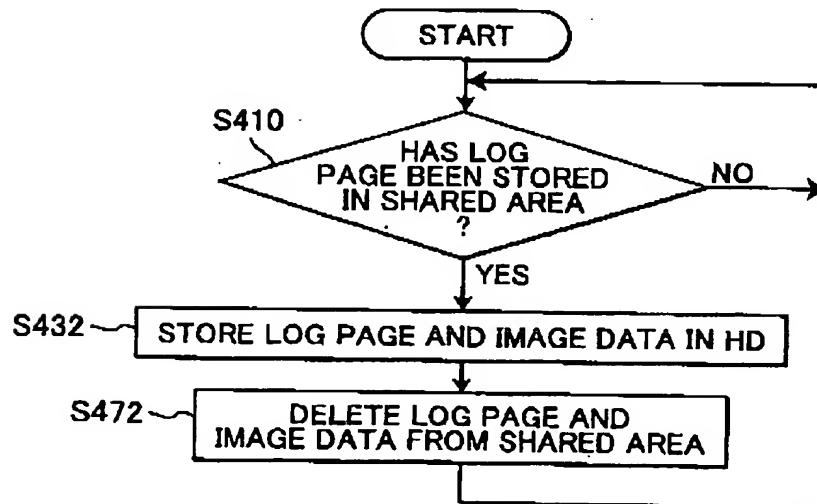 START
S410
HAS LOG
PAGE BEEN STORED
IN SHARED AREA
?
NO
YES
S432
STORE LOG PAGE AND IMAGE DATA IN HD
S472
DELETE LOG PAGE AND
IMAGE DATA FROM SHARED AREA